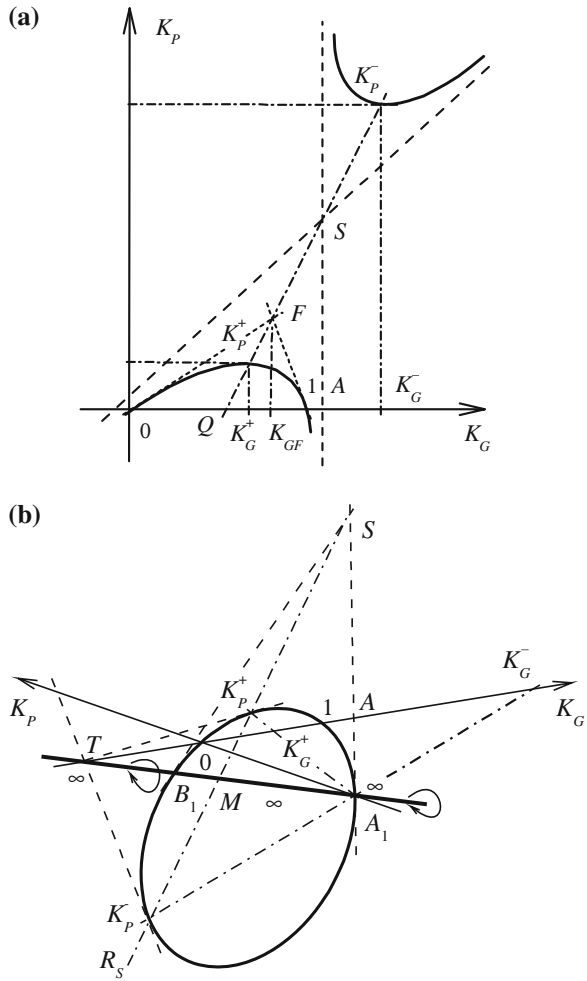 (a)
K_P
K_P^-
S
F
K_P^+
1 A K_G^-
0 Q K_G^+ K_GF K_G
(b)
S
K_G^-
K_P^+ 1 A
K_P K_G
T K_G^+
0
∞ B_1 M ∞ ∞
A_1
K_P^-
R_S